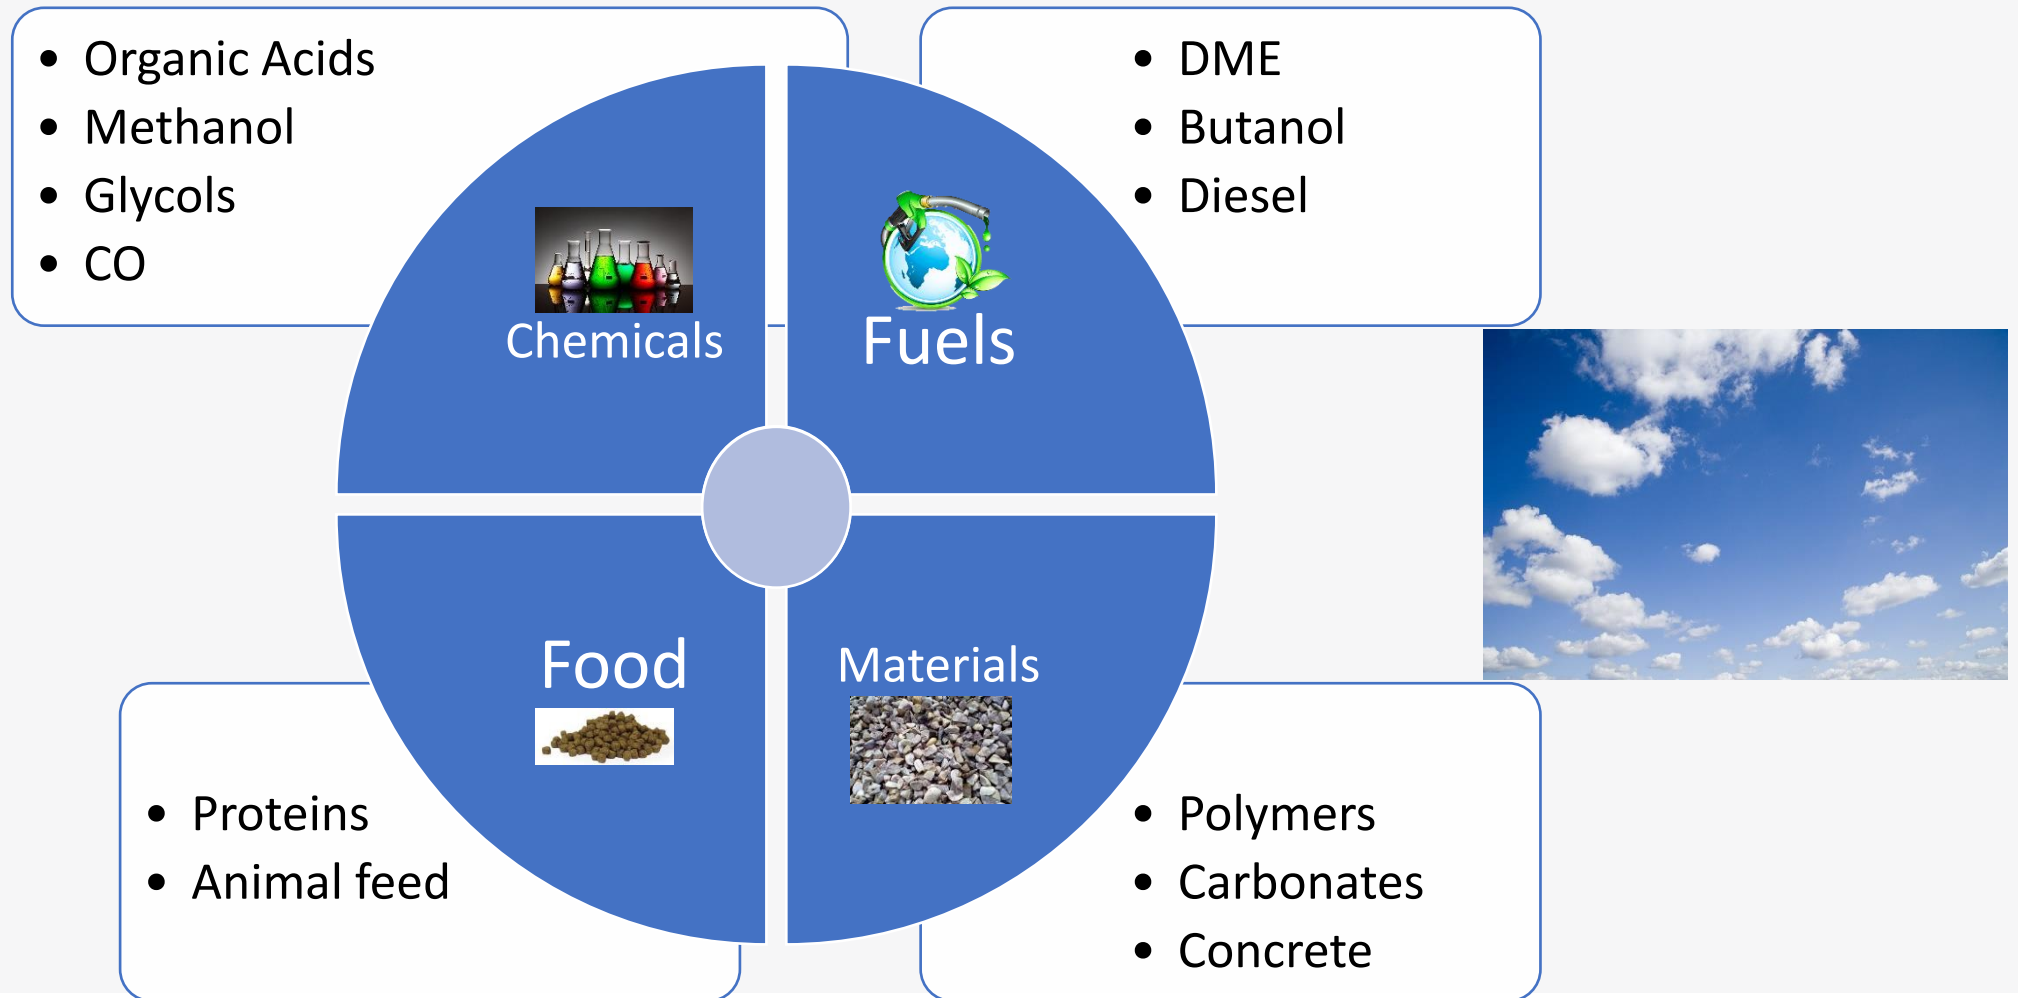 • Organic Acids
• Methanol
• Glycols
• CO
• DME
• Butanol
• Diesel
Chemicals
Fuels
Food
Materials
• Proteins
• Animal feed
• Polymers
• Carbonates
• Concrete